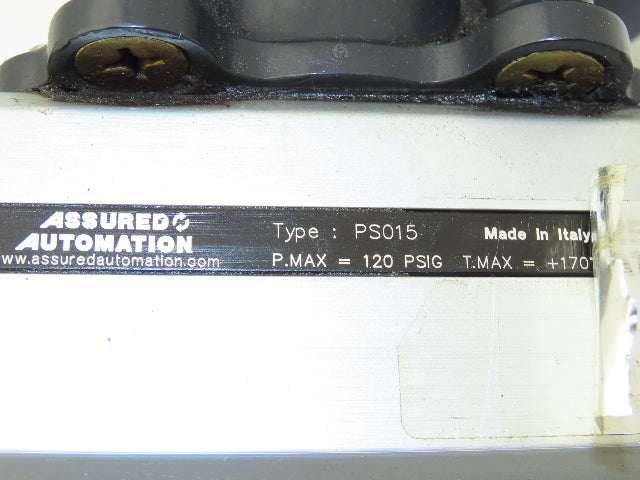 ASSURED
AUTOMATION
www.assuredautomation.com
Type : PS015
Made In Italy
P.MAX = 120 PSIG T.MAX = +170°